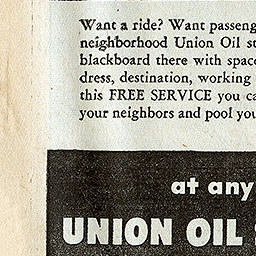 Want a ride? Want passeng
neighborhood Union Oil st
blackboard there with space
dress, destination, working
this FREE SERVICE you ca
your neighbors and pool you
at any
UNION OIL